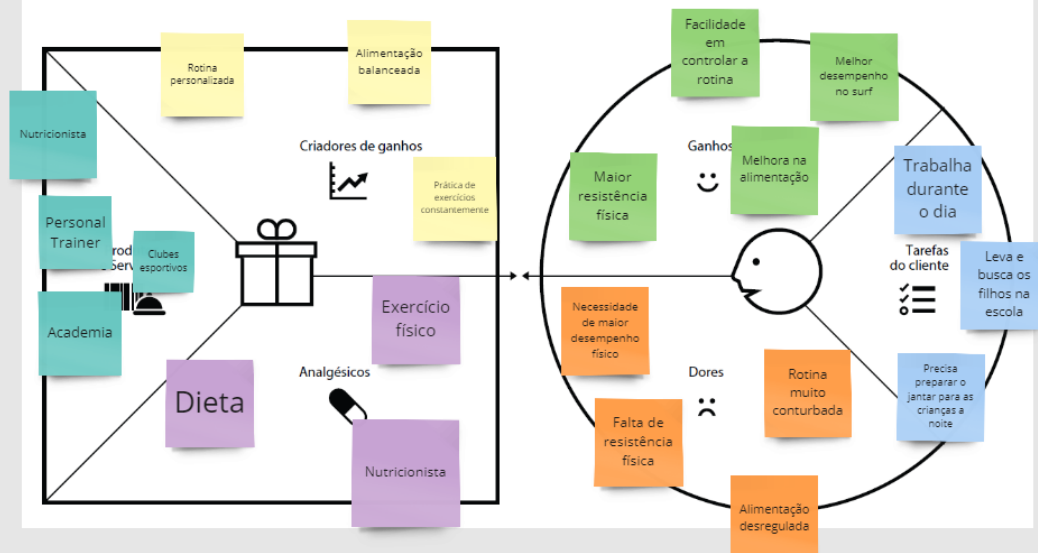 Rotina
personalizada
Alimentação
balanceada
Nutricionista
Criadores de ganhos
Prática de
exercícios
constantemente
Personal
Trainer
Clubes
esportivos
Academia
Exercício
físico
Analgésicos
Dieta
Nutricionista
Facilidade
em
controlar a
rotina
Melhor
desempenho
no surf
Ganhos
Melhora na
alimentação
Maior
resistência
física
Trabalha
durante
o dia
Tarefas
do cliente
Leva e
busca os
filhos na
escola
Necessidade
de maior
desempenho
físico
Dores
Rotina
muito
conturbada
Precisa
preparar o
jantar para as
crianças a
noite
Falta de
resistência
física
Alimentação
desregulada